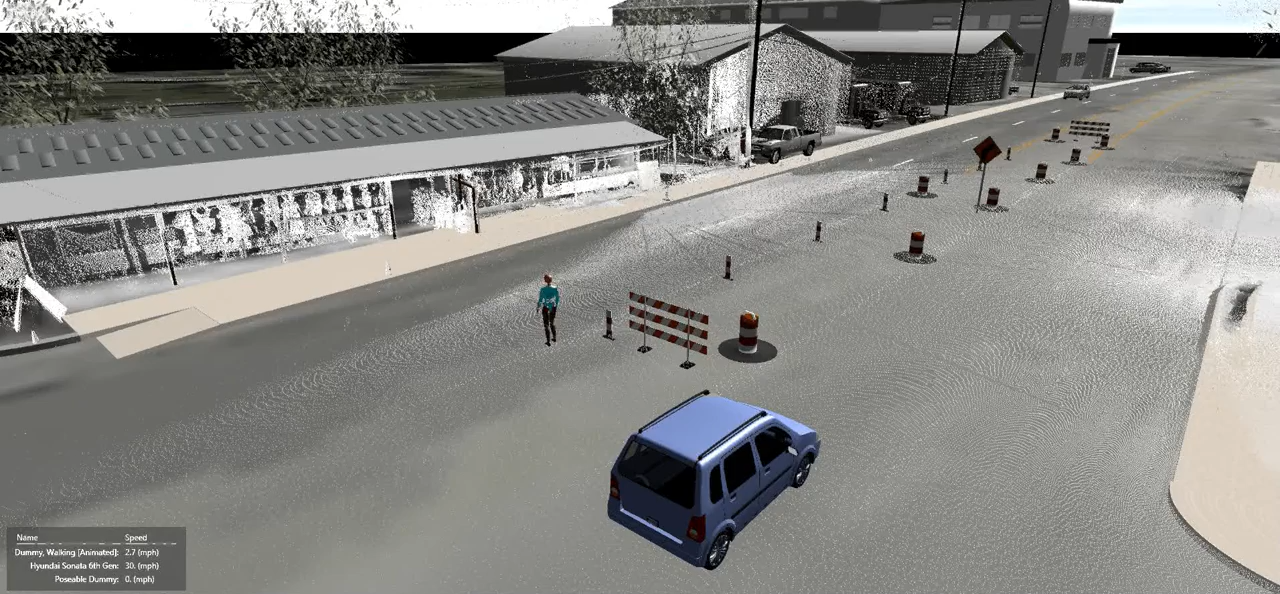 Name Speed
Dummy, Walking [Animated]: 2.7 (mph)
Hyundai Sonata 6th Gen: 30. (mph)
Poseable Dummy: 0. (mph)